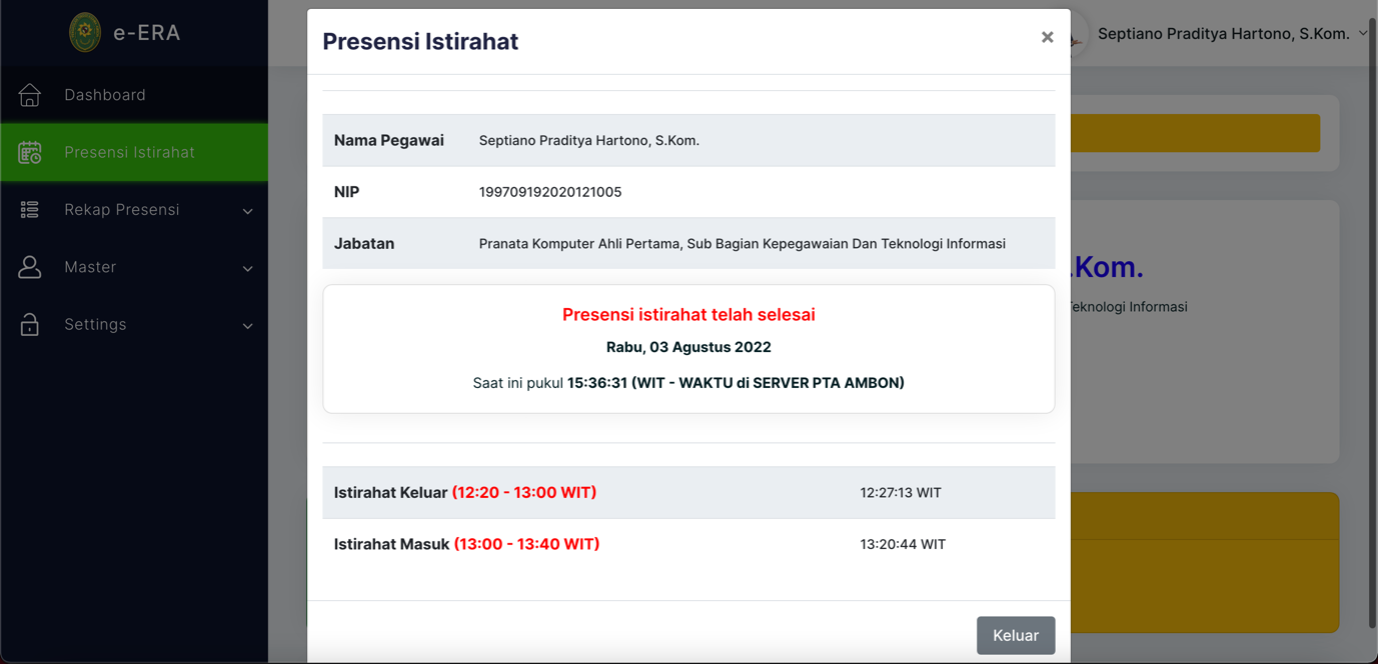 e-ERA
Dashboard
Presensi Istirahat
Rekap Presensi
Master
Settings
Septiano Praditya Hartono, S.Kom.
.Kom.
Teknologi Informasi
Presensi Istirahat
×
Nama Pegawai Septiano Praditya Hartono, S.Kom.
NIP 199709192020121005
Jabatan Pranata Komputer Ahli Pertama, Sub Bagian Kepegawaian Dan Teknologi Informasi
Presensi istirahat telah selesai
Rabu, 03 Agustus 2022
Saat ini pukul 15:36:31 (WIT - WAKTU di SERVER PTA AMBON)
Istirahat Keluar (12:20 - 13:00 WIT) 12:27:13 WIT
Istirahat Masuk (13:00 - 13:40 WIT) 13:20:44 WIT
Keluar